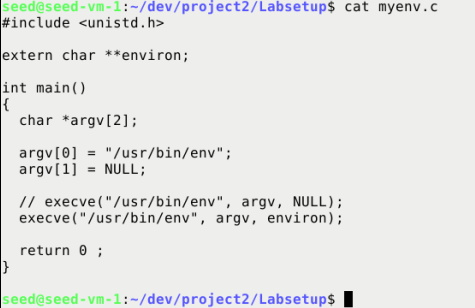 seed@seed-vm-1:~/dev/project2/Labsetup$ cat myenv.c
#include <unistd.h>
extern char **environ;
int main()
{
char *argv[2];
argv[0] = "/usr/bin/env";
argv[1] = NULL;
// execve("/usr/bin/env", argv, NULL);
execve("/usr/bin/env", argv, environ);
return 0 ;
}
seed@seed-vm-1:~/dev/project2/Labsetup$